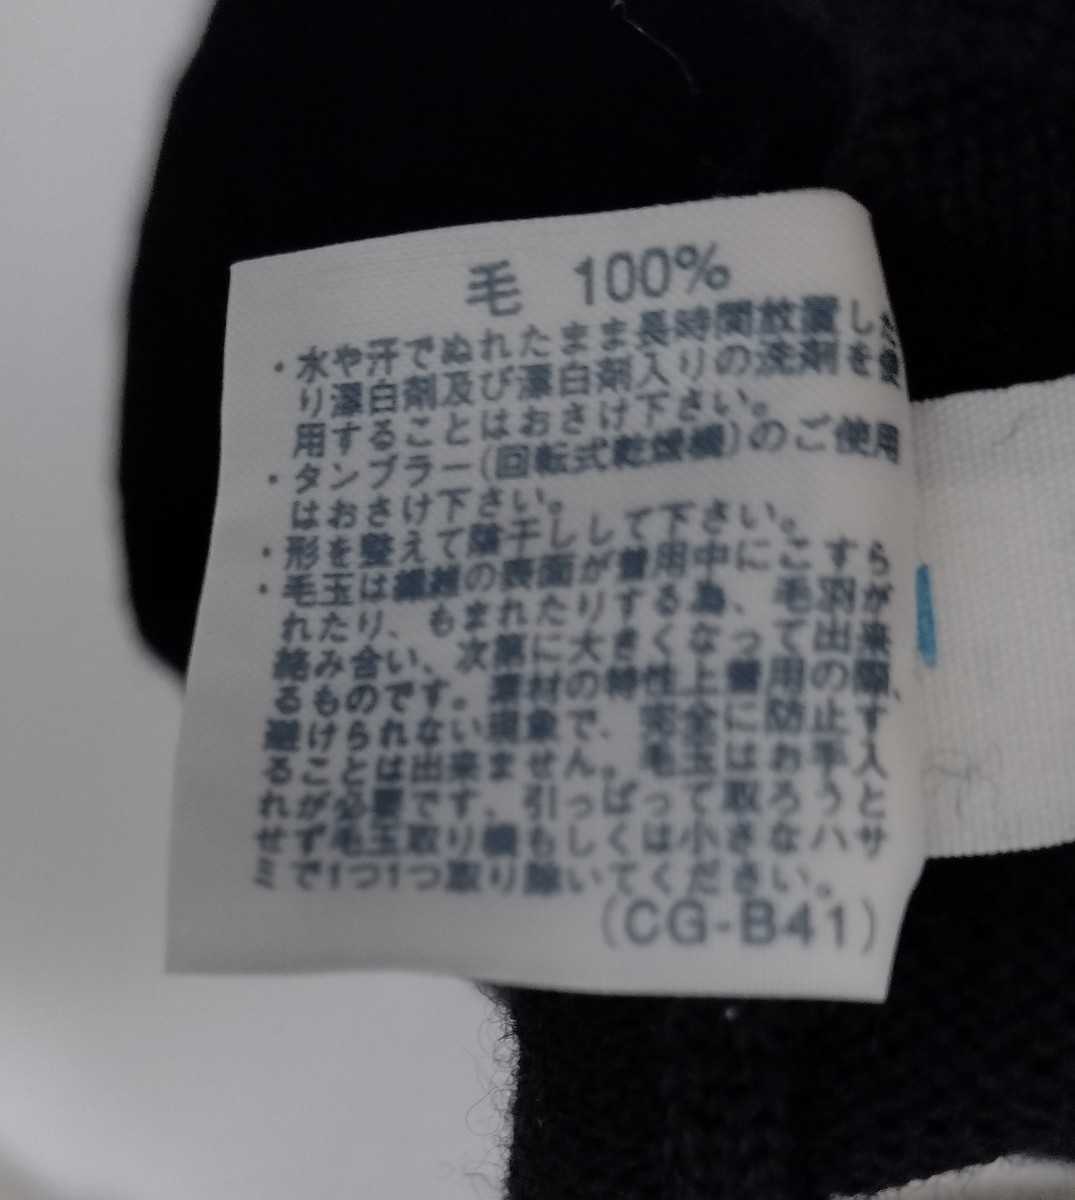 毛 100%
・水や汗でぬれたまま長時間放置した
り漂白剤及び漂白剤入りの洗剤を使
用することはおさけ下さい。
・タンブラー(回転式乾燥機)のご使用
はおさけ下さい。
・形を整えて陰干しして下さい。
・毛玉は繊維の表面が着用中にこすら
れたり、もまれたりする為、毛羽が
絡み合い、次第に大きくなって出来
るものです。素材の特性上着用の際、
避けられない現象で、完全に防止す
ることは出来ません。毛玉はお手入
れが必要です、引っぱって取ろうと
せず毛玉取り機もしくは小さなハサ
ミで1つ1つ取り除いてください。
(CG-B41)